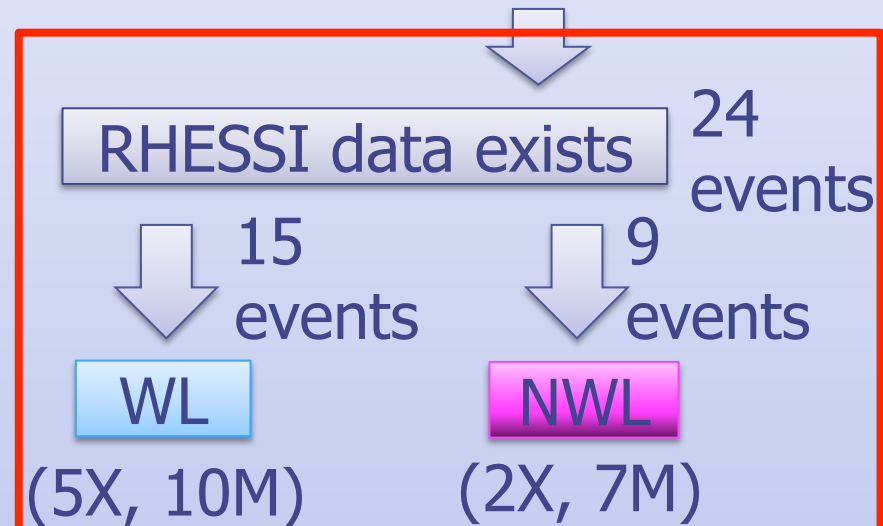 RHESSI data exists
24
events
15
events
9
events
WL
NWL
(5X, 10M)
(2X, 7M)